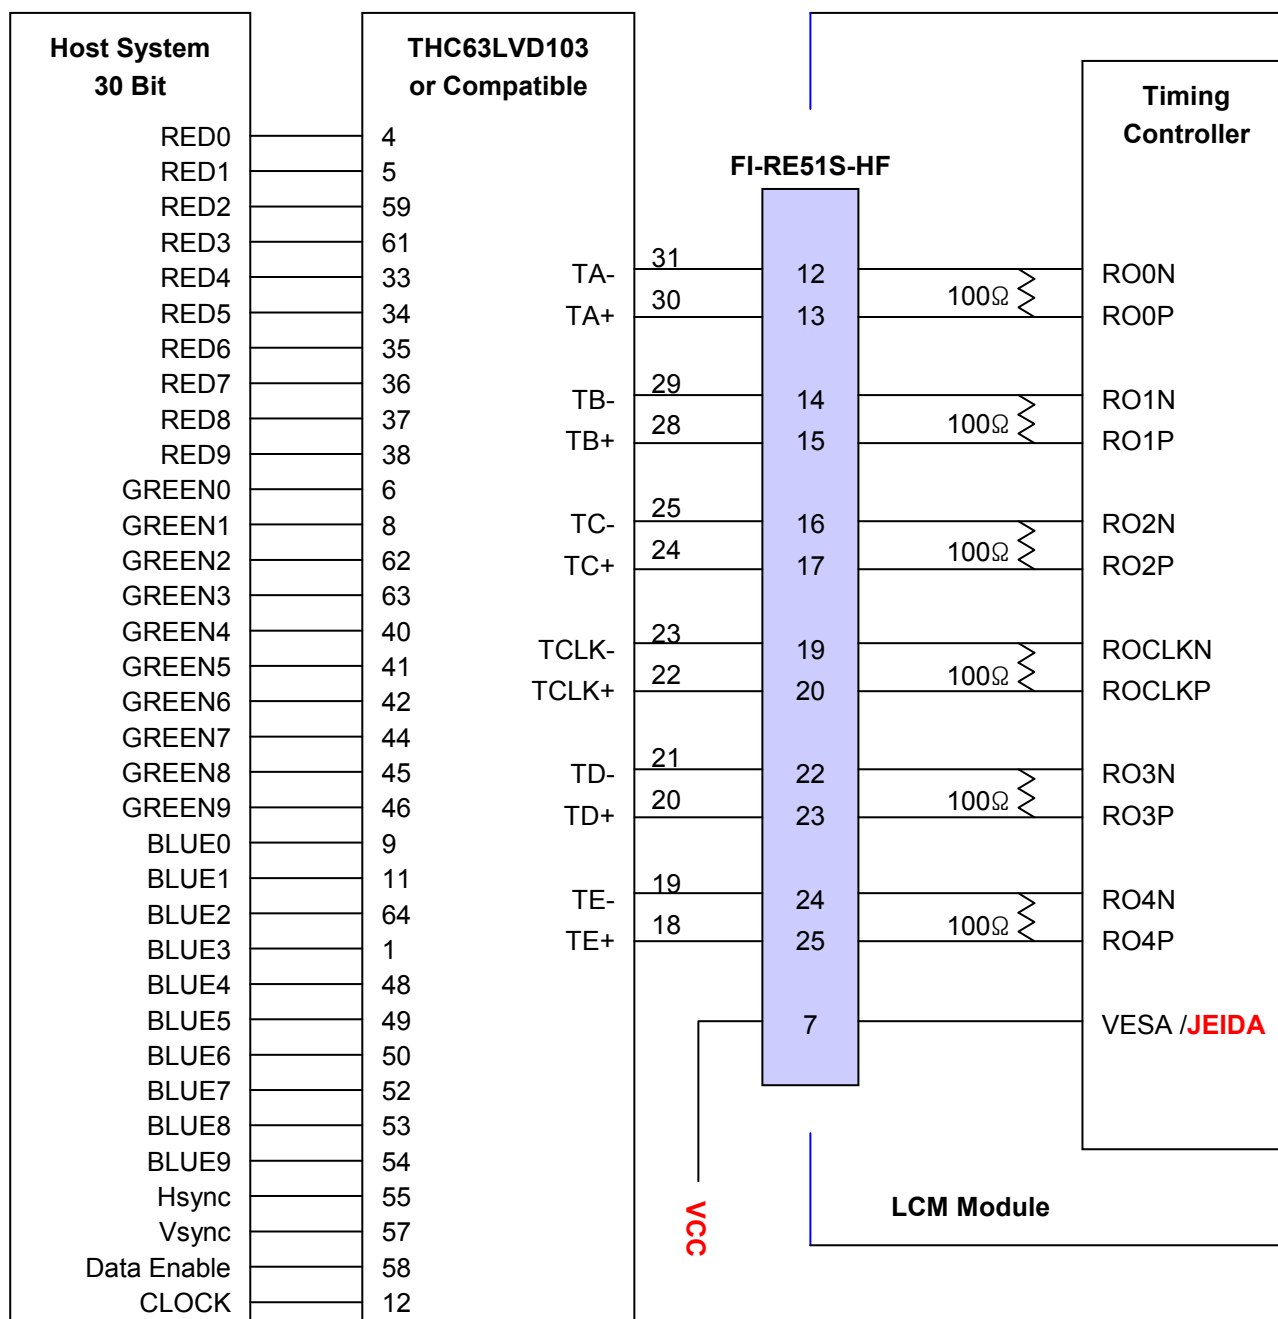 Host System
30 Bit
RED0
RED1
RED2
RED3
RED4
RED5
RED6
RED7
RED8
RED9
GREEN0
GREEN1
GREEN2
GREEN3
GREEN4
GREEN5
GREEN6
GREEN7
GREEN8
GREEN9
BLUE0
BLUE1
BLUE2
BLUE3
BLUE4
BLUE5
BLUE6
BLUE7
BLUE8
BLUE9
Hsync
Vsync
Data Enable
CLOCK
THC63LVD103
or Compatible
4
5
59
61
33
34
35
36
37
38
6
8
62
63
40
41
42
44
45
46
9
11
64
1
48
49
50
52
53
54
55
57
58
12
TA-
TA+
TB-
TB+
TC-
TC+
TCLK-
TCLK+
TD-
TD+
TE-
TE+
31
30
29
28
25
24
23
22
21
20
19
18
VCC
FI-RE51S-HF
12
13
14
15
16
17
19
20
22
23
24
25
7
100Ω
100Ω
100Ω
100Ω
100Ω
100Ω
Timing
Controller
RO0N
RO0P
RO1N
RO1P
RO2N
RO2P
ROCLKN
ROCLKP
RO3N
RO3P
RO4N
RO4P
VESA /JEIDA
LCM Module